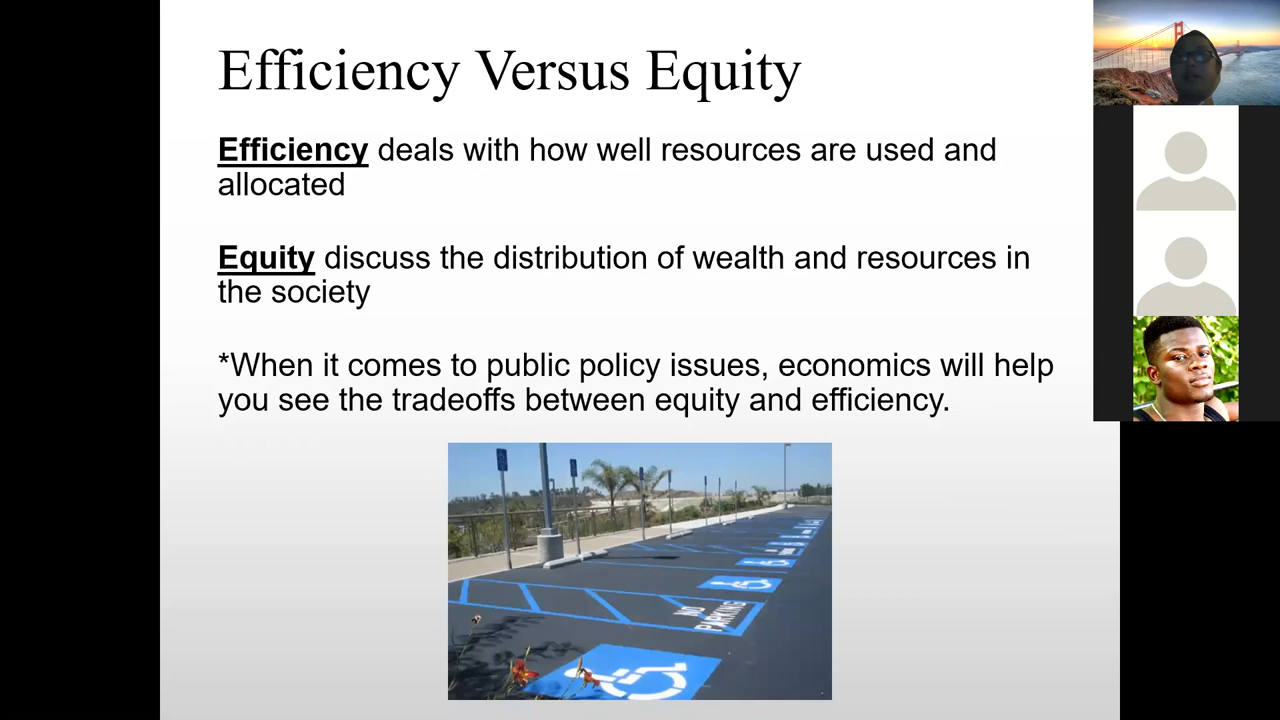 Efficiency Versus Equity
Efficiency deals with how well resources are used and
allocated
Equity discuss the distribution of wealth and resources in
the society
*When it comes to public policy issues, economics will help
you see the tradeoffs between equity and efficiency.
NO
PARKING